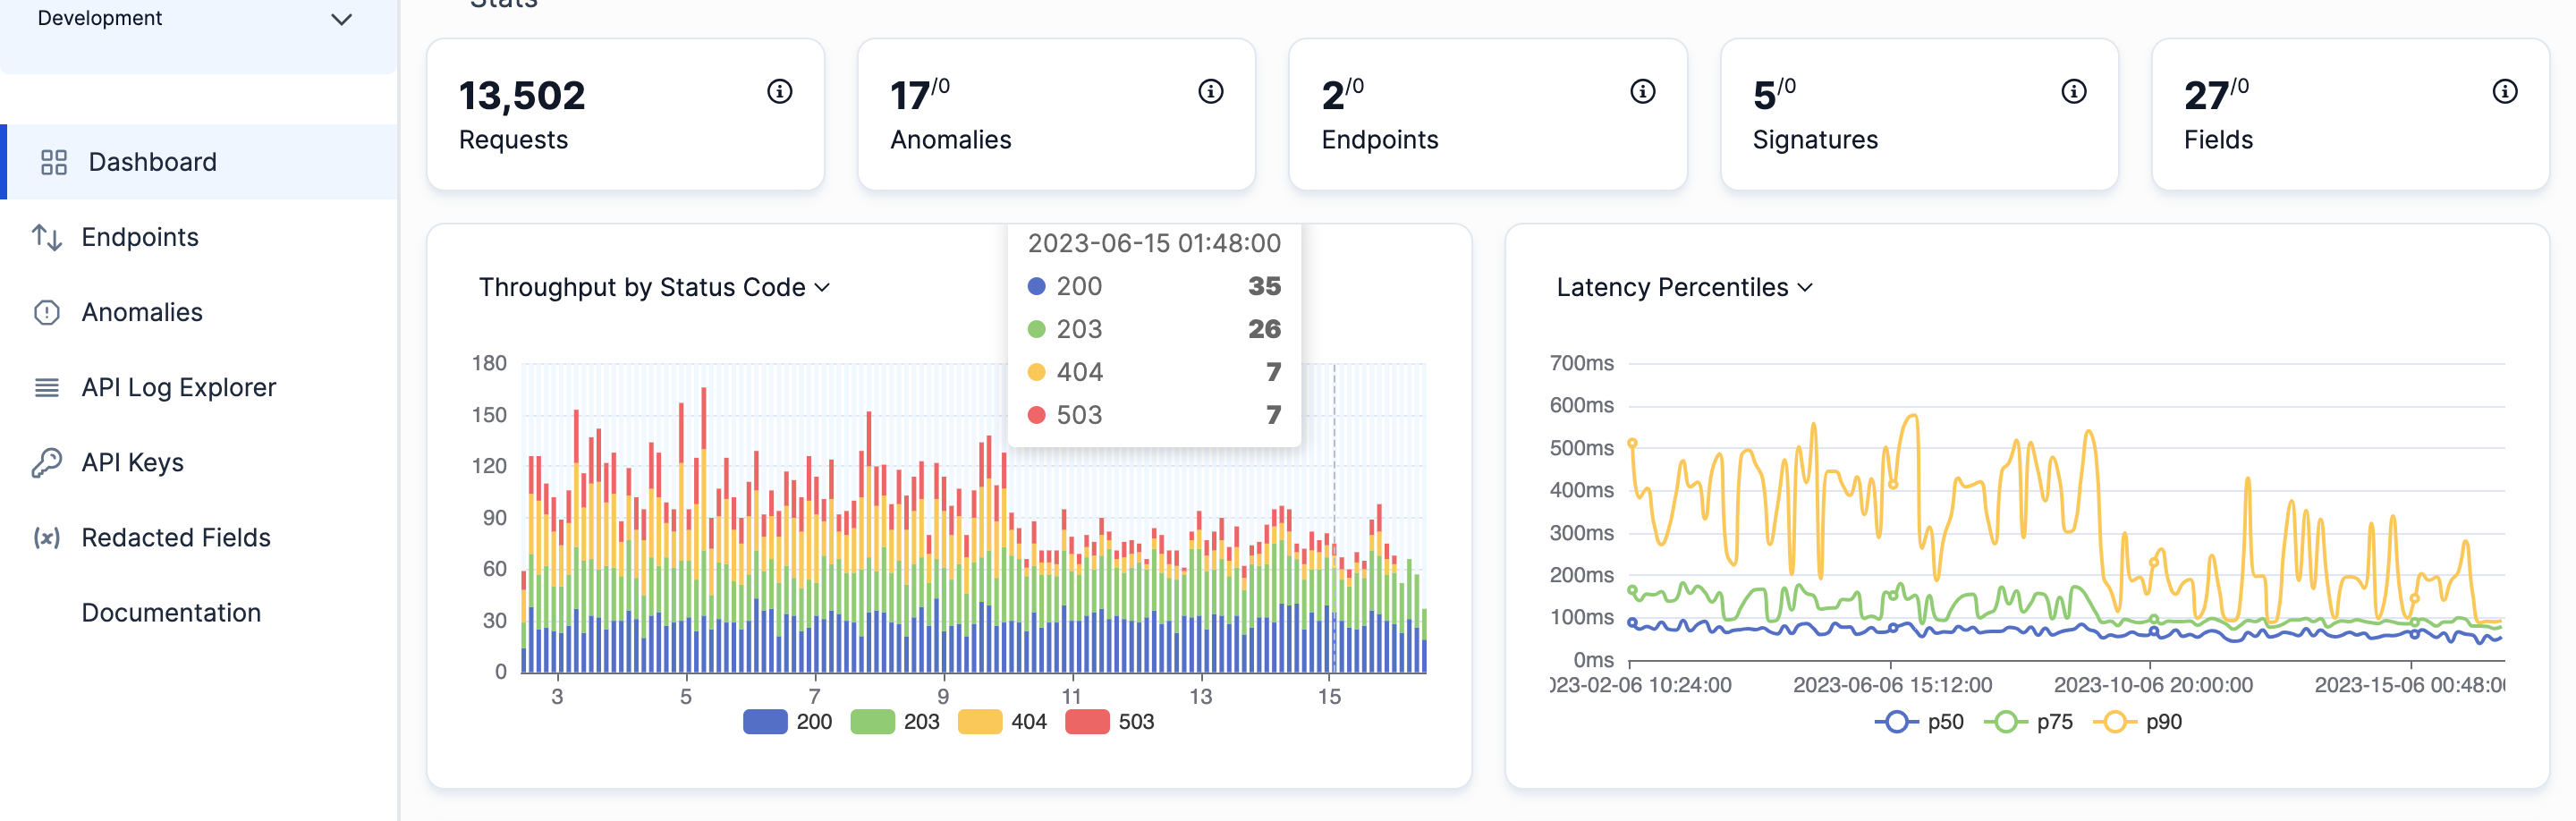 Development
Dashboard
Endpoints
Anomalies
API Log Explorer
API Keys
Redacted Fields
Documentation
Stats
13,502
Requests
17/0
Anomalies
2/0
Endpoints
5/0
Signatures
27/0
Fields
Throughput by Status Code
2023-06-15 01:48:00
200 35
203 26
404 7
503 7
180
150
120
90
60
30
0
3 5 7 9 11 13 15
200 203 404 503
Latency Percentiles
700ms
600ms
500ms
400ms
300ms
200ms
100ms
0ms
023-02-06 10:24:00 2023-06-06 15:12:00 2023-10-06 20:00:00 2023-15-06 00:48:0
p50 p75 p90